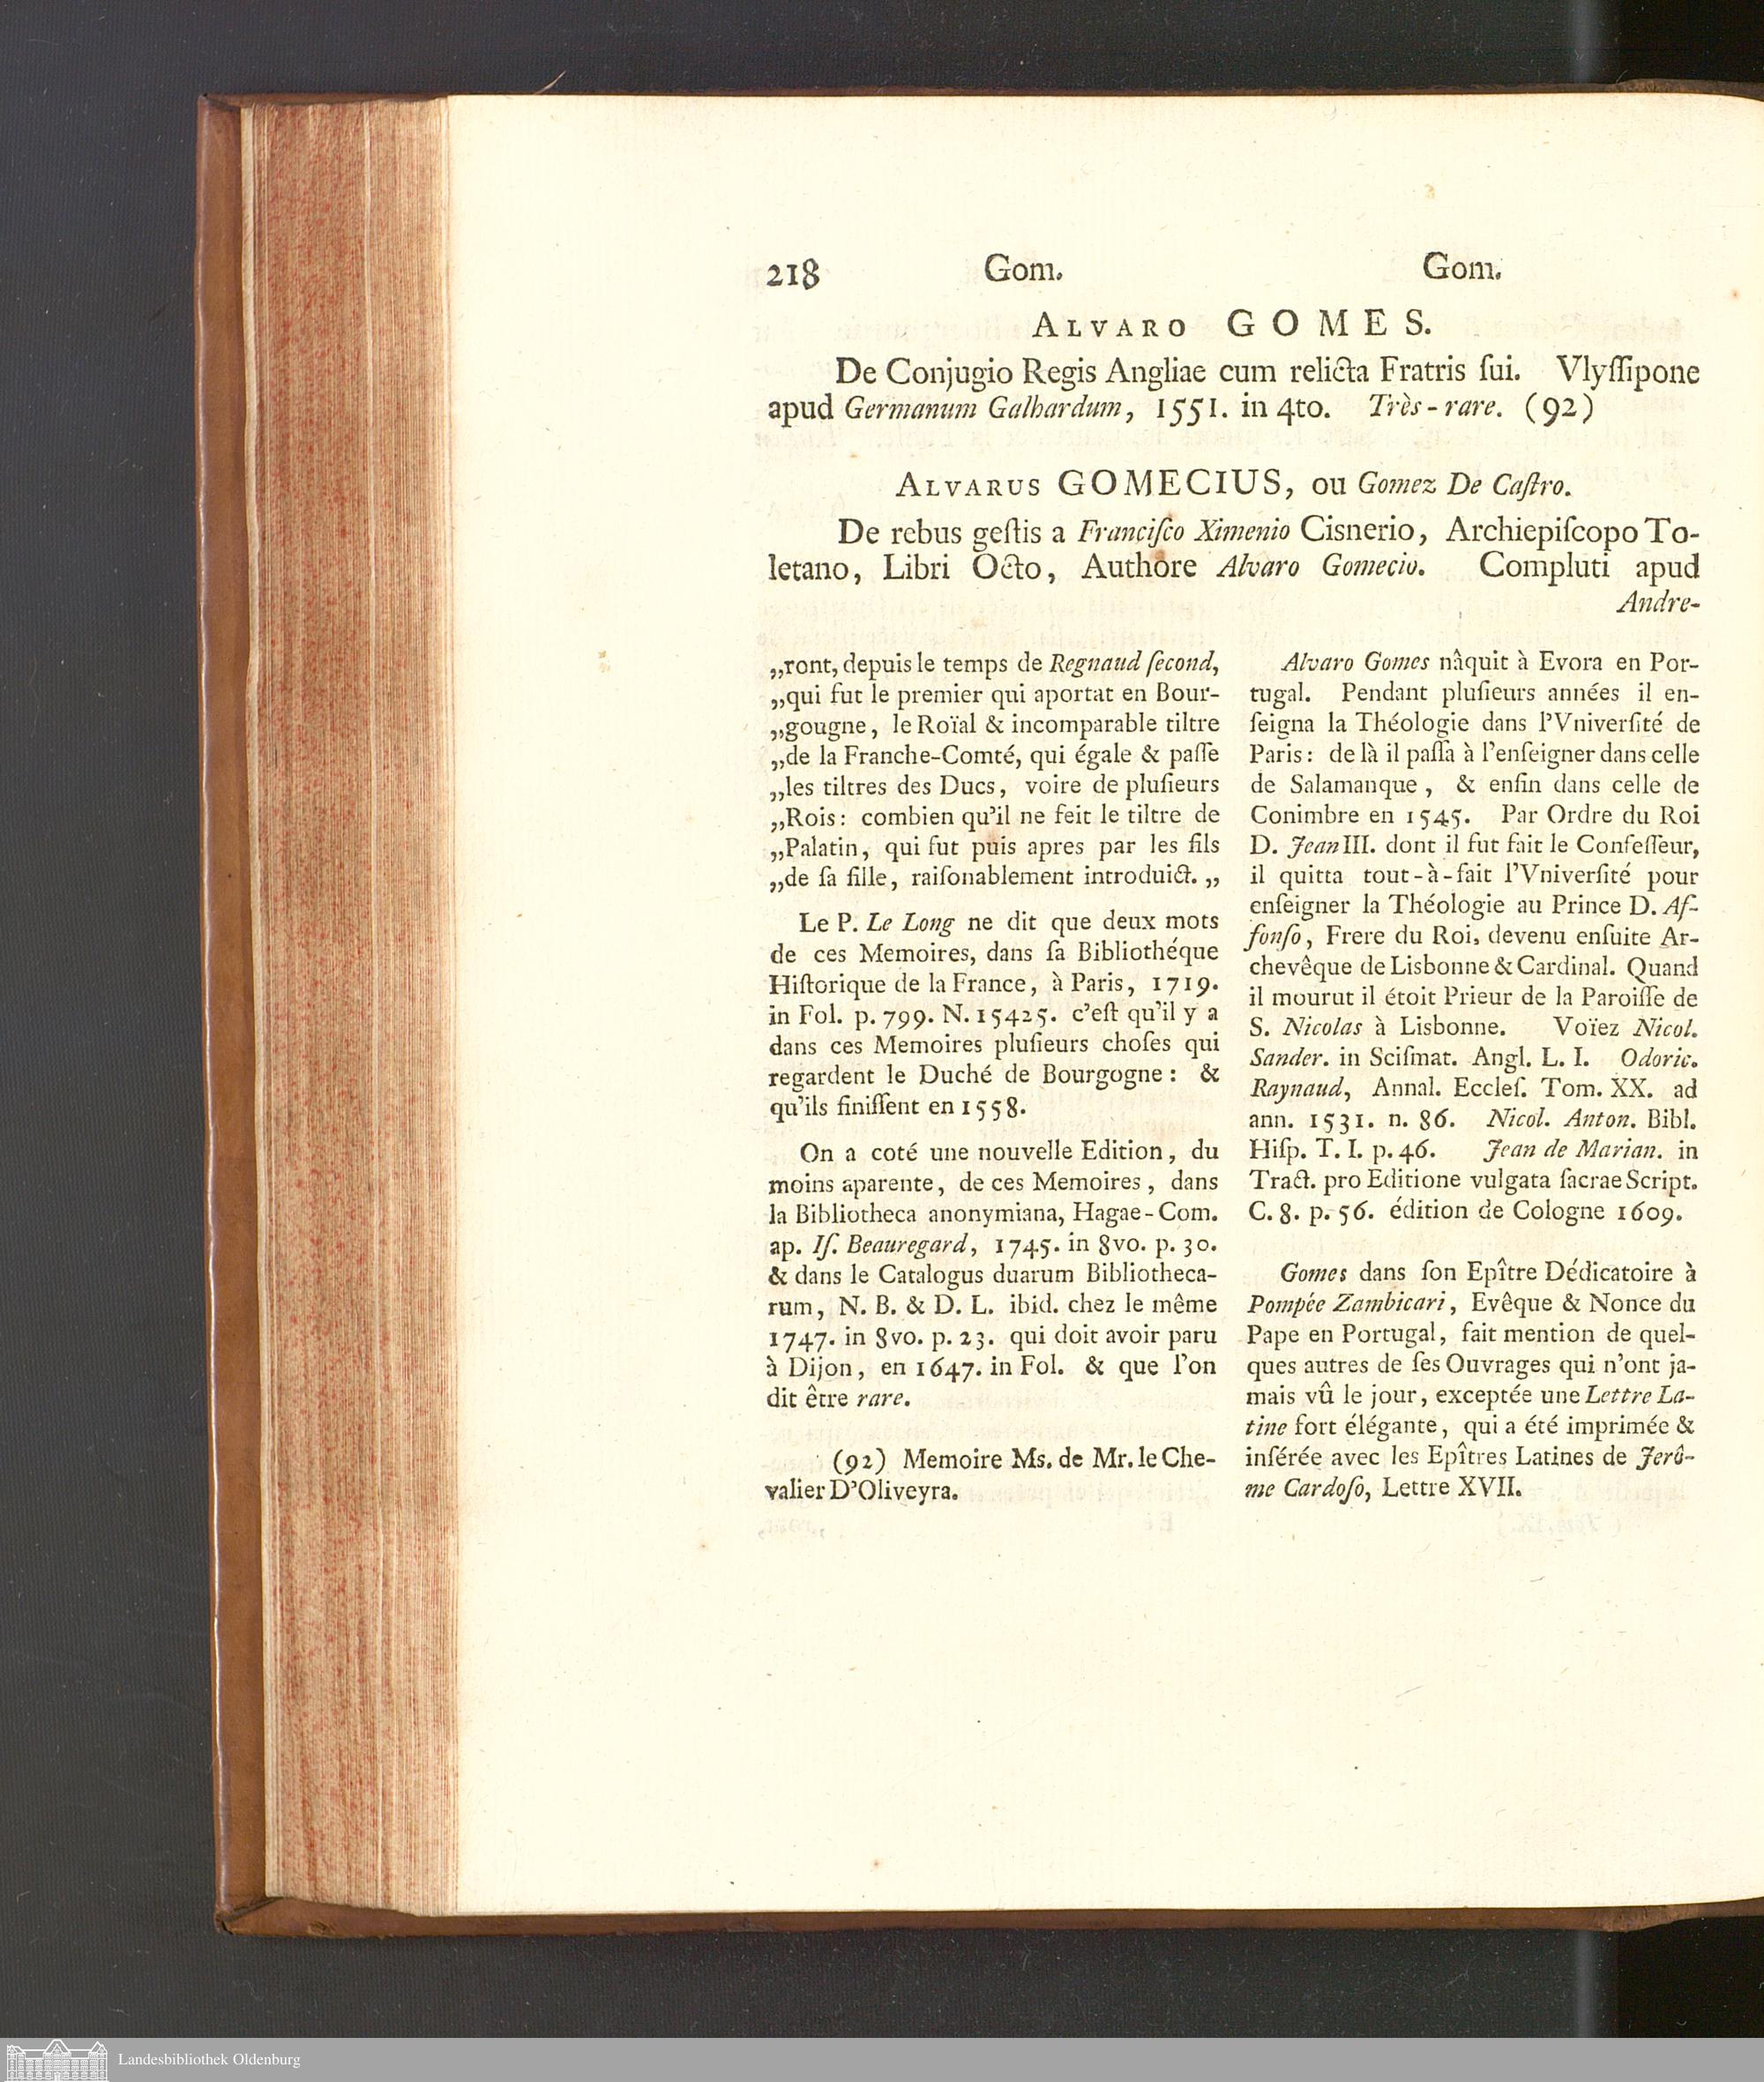 218 Gom. Gom.
ALVARO GOMES.
De Conjugio Regis Angliae cum relicta Fratris ſui. Vlyſſipone
apud Germanum Galhardum, 1551. in 4to. Très-rare. (92)
ALVARUS GOMECIUS, ou Gomez De Caſtro.
De rebus geſtis a Franciſco Ximenio Cisnerio, Archiepiſcopo To-
letano, Libri Octo, Authore Alvaro Gomecio. Compluti apud
Andre-
„ront, depuis le temps de Regnaud ſecond,
„qui fut le premier qui aportat en Bour-
„gougne, le Roïal & incomparable tiltre
„de la Franche-Comté, qui égale & paſſe
„les tiltres des Ducs, voire de pluſieurs
„Rois: combien qu'il ne feit le tiltre de
„Palatin, qui fut puis apres par les fils
„de ſa fille, raiſonablement introduict. „
Le P. Le Long ne dit que deux mots
de ces Memoires, dans ſa Bibliothéque
Hiſtorique de la France, à Paris, 1719.
in Fol. p. 799. N. 15425. c'eſt qu'il y a
dans ces Memoires pluſieurs choſes qui
regardent le Duché de Bourgogne: &
qu'ils finiſſent en 1558.
On a coté une nouvelle Edition, du
moins aparente, de ces Memoires, dans
la Bibliotheca anonymiana, Hagae-Com.
ap. Iſ. Beauregard, 1745. in 8vo. p. 30.
& dans le Catalogus duarum Bibliotheca-
rum, N. B. & D. L. ibid. chez le même
1747. in 8vo. p. 23. qui doit avoir paru
à Dijon, en 1647. in Fol. & que l'on
dit être rare.
(92) Memoire Ms. de Mr. le Che-
valier D'Oliveyra.
Alvaro Gomes nâquit à Evora en Por-
tugal. Pendant pluſieurs années il en-
ſeigna la Théologie dans l'Vniverſité de
Paris: de là il paſſa à l'enſeigner dans celle
de Salamanque, & enfin dans celle de
Conimbre en 1545. Par Ordre du Roi
D. Jean III. dont il fut fait le Confeſſeur,
il quitta tout-à-fait l'Vniverſité pour
enſeigner la Théologie au Prince D. Af-
fonſo, Frere du Roi, devenu enſuite Ar-
chevêque de Lisbonne & Cardinal. Quand
il mourut il étoit Prieur de la Paroiſſe de
S. Nicolas à Lisbonne. Voïez Nicol.
Sander. in Sciſmat. Angl. L. I. Odoric.
Raynaud, Annal. Eccleſ. Tom. XX. ad
ann. 1531. n. 86. Nicol. Anton. Bibl.
Hiſp. T. I. p. 46. Jean de Marian. in
Tract. pro Editione vulgata ſacrae Script.
C. 8. p. 56. édition de Cologne 1609.
Gomes dans ſon Epître Dédicatoire à
Pompée Zambicari, Evêque & Nonce du
Pape en Portugal, fait mention de quel-
ques autres de ſes Ouvrages qui n'ont ja-
mais vû le jour, exceptée une Lettre La-
tine fort élégante, qui a été imprimée &
inſérée avec les Epîtres Latines de Jerô-
me Cardoſo, Lettre XVII.
Landesbibliothek Oldenburg